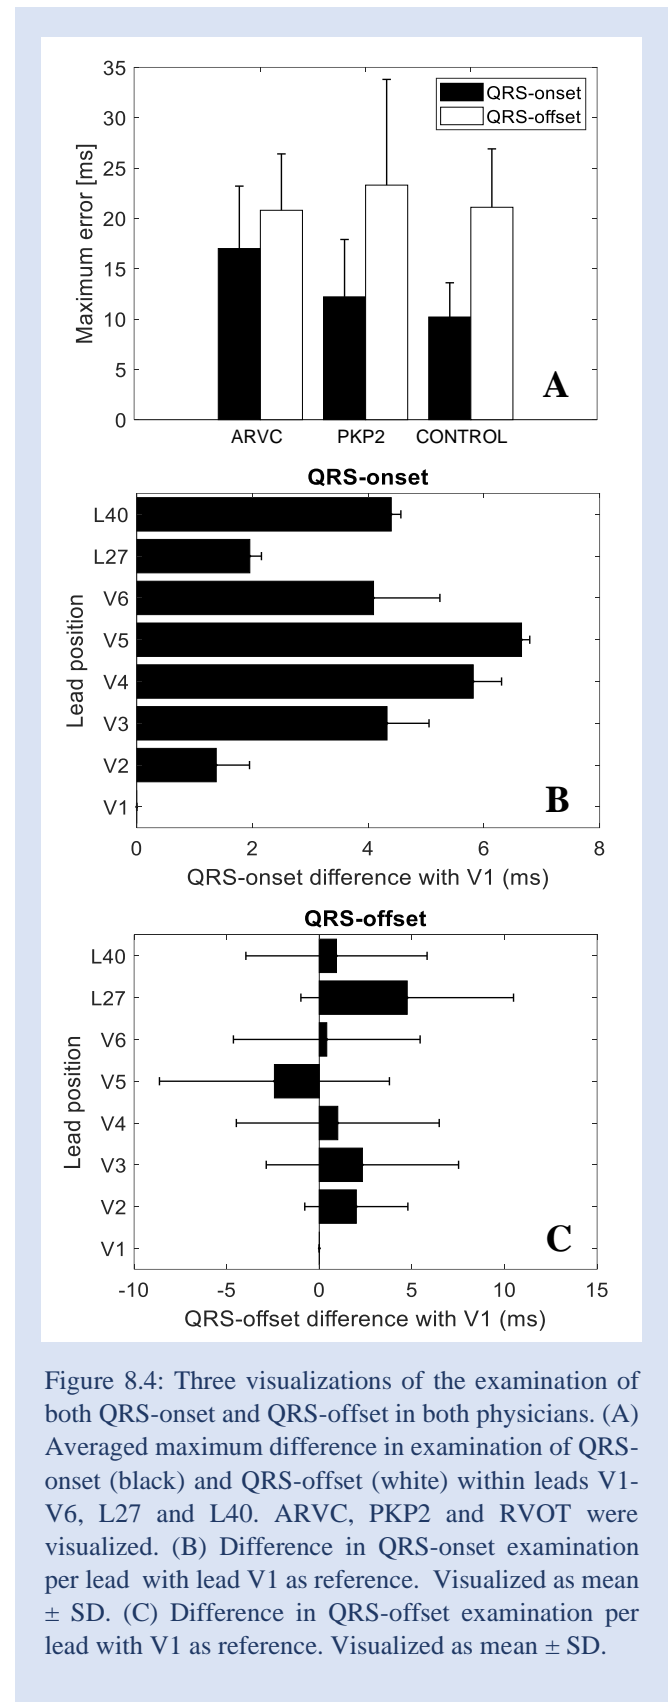 35
30
25
20
15
10
5
0
Maximum error [ms]
QRS-onset
QRS-offset
A
ARVC PKP2 CONTROL
QRS-onset
L40
L27
V6
V5
V4
V3
V2
V1
Lead position
B
0 2 4 6 8
QRS-onset difference with V1 (ms)
QRS-offset
L40
L27
V6
V5
V4
V3
V2
V1
Lead position
C
-10 -5 0 5 10 15
QRS-offset difference with V1 (ms)
Figure 8.4: Three visualizations of the examination of
both QRS-onset and QRS-offset in both physicians. (A)
Averaged maximum difference in examination of QRS-
onset (black) and QRS-offset (white) within leads V1-
V6, L27 and L40. ARVC, PKP2 and RVOT were
visualized. (B) Difference in QRS-onset examination
per lead with lead V1 as reference. Visualized as mean
± SD. (C) Difference in QRS-offset examination per
lead with V1 as reference. Visualized as mean ± SD.